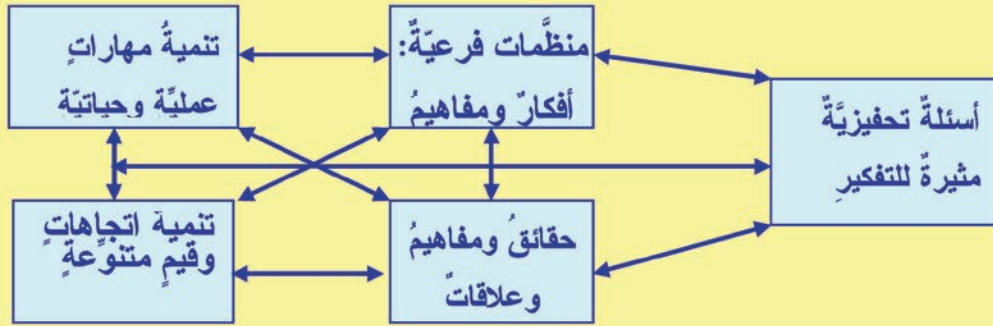 أسئلةٌ تحفيزيَّةٌ
مثيرةٌ للتفكيرِ
منظَّمات فرعيّةٌ:
أفكارٌ ومفاهيمُ
تنميةُ مهاراتٍ
عمليَّة وحياتيّة
حقائقُ ومفاهيمُ
وعلاقاتٌ
تنمية اتجاهاتٍ
وقيمٍ متنوِّعةٍ